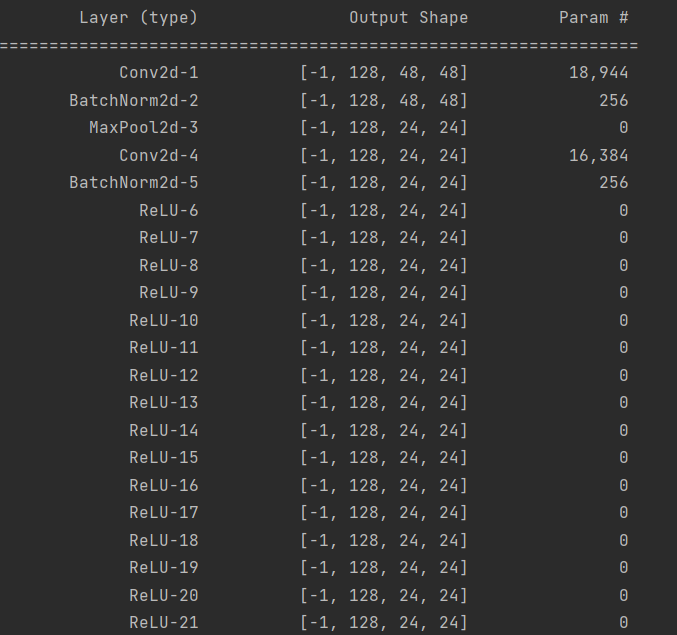 Layer (type) Output Shape Param #
================================================================
Conv2d-1 [-1, 128, 48, 48] 18,944
BatchNorm2d-2 [-1, 128, 48, 48] 256
MaxPool2d-3 [-1, 128, 24, 24] 0
Conv2d-4 [-1, 128, 24, 24] 16,384
BatchNorm2d-5 [-1, 128, 24, 24] 256
ReLU-6 [-1, 128, 24, 24] 0
ReLU-7 [-1, 128, 24, 24] 0
ReLU-8 [-1, 128, 24, 24] 0
ReLU-9 [-1, 128, 24, 24] 0
ReLU-10 [-1, 128, 24, 24] 0
ReLU-11 [-1, 128, 24, 24] 0
ReLU-12 [-1, 128, 24, 24] 0
ReLU-13 [-1, 128, 24, 24] 0
ReLU-14 [-1, 128, 24, 24] 0
ReLU-15 [-1, 128, 24, 24] 0
ReLU-16 [-1, 128, 24, 24] 0
ReLU-17 [-1, 128, 24, 24] 0
ReLU-18 [-1, 128, 24, 24] 0
ReLU-19 [-1, 128, 24, 24] 0
ReLU-20 [-1, 128, 24, 24] 0
ReLU-21 [-1, 128, 24, 24] 0